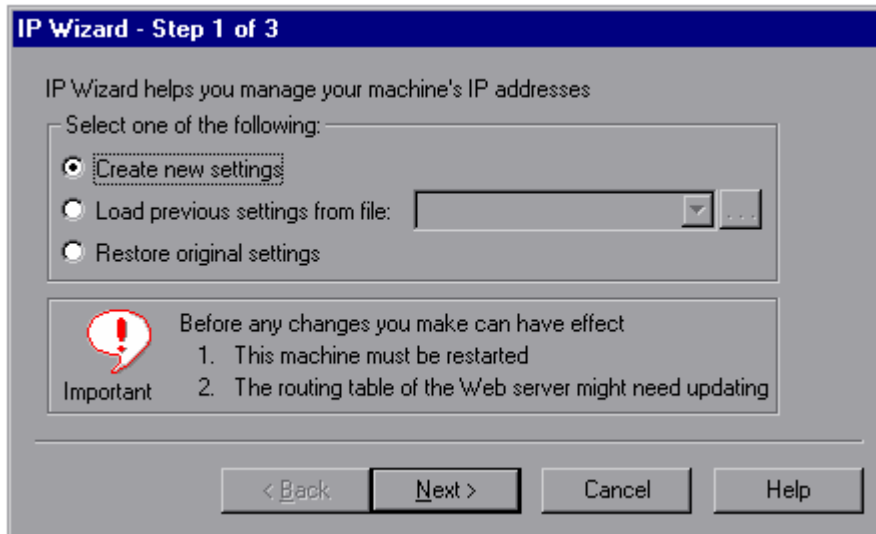 IP Wizard - Step 1 of 3
IP Wizard helps you manage your machine's IP addresses
Select one of the following:
Create new settings
Load previous settings from file:
...
Restore original settings
Before any changes you make can have effect
1. This machine must be restarted
Important
2. The routing table of the Web server might need updating
< Back
Next >
Cancel
Help